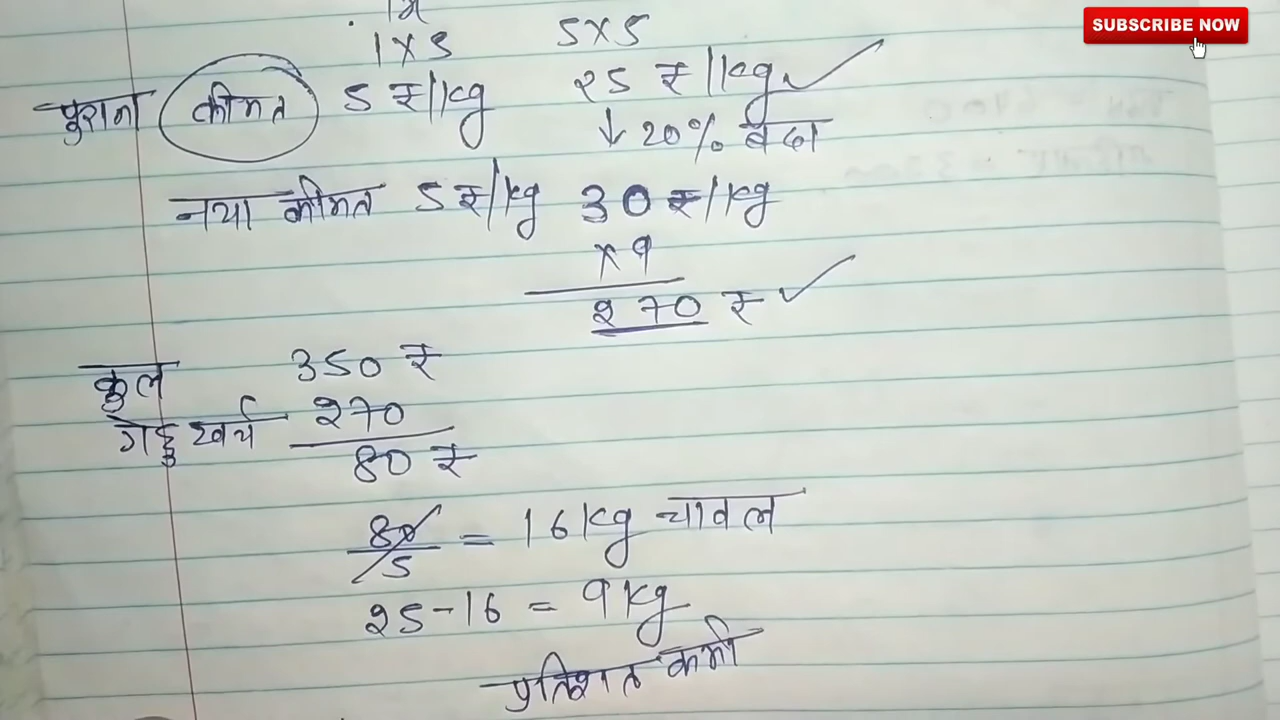 1×5 5×5
SUBSCRIBE NOW
पुराना कीमत 5 ₹/kg 25 ₹/kg ✓
↓ 20% बढ़ा
नया कीमत 5 ₹/kg 30 ₹/kg
×9
270 ₹ ✓
कुल 350 ₹
गेहु खर्च 270
80 ₹
80/5 = 16 kg चावल
25-16 = 9 kg
प्रतिशत कमी